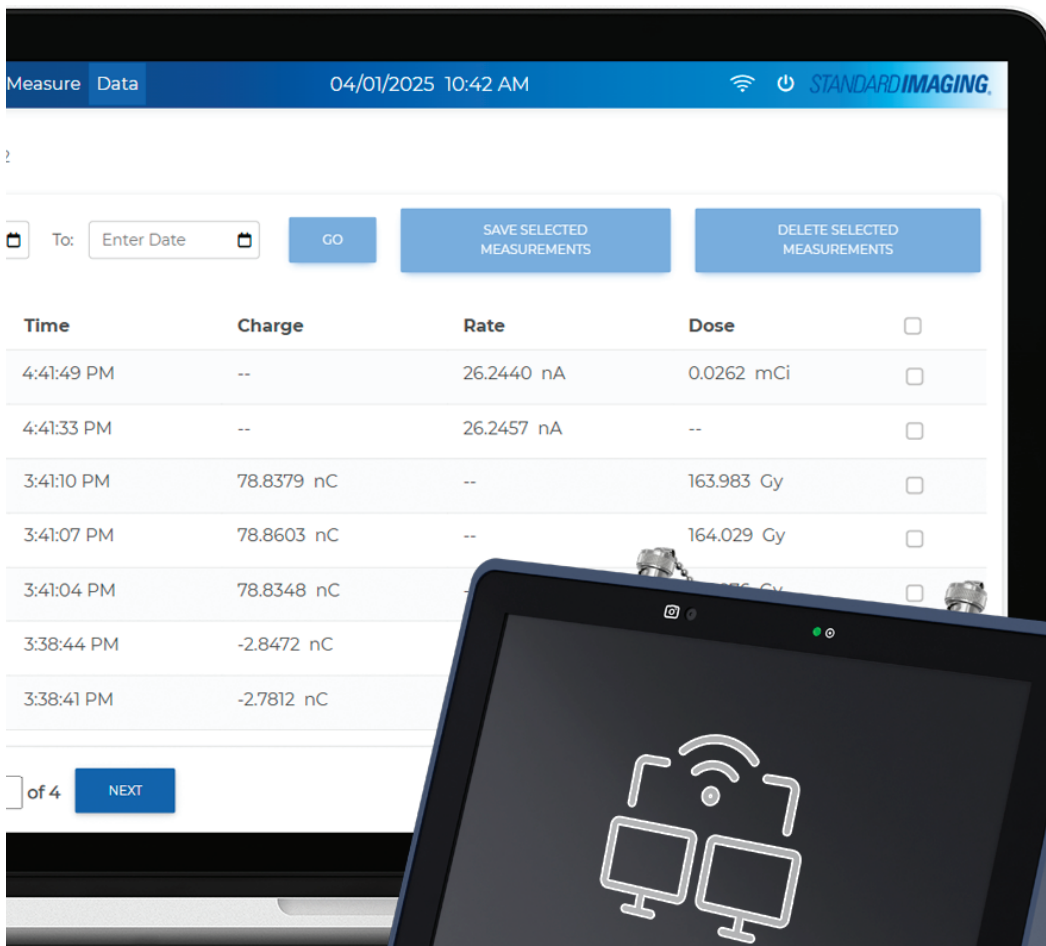 Measure Data 04/01/2025 10:42 AM STANDARDIMAGING®
2
To: Enter Date GO SAVE SELECTED MEASUREMENTS DELETE SELECTED MEASUREMENTS
Time Charge Rate Dose
4:41:49 PM -- 26.2440 nA 0.0262 mCi
4:41:33 PM -- 26.2457 nA --
3:41:10 PM 78.8379 nC -- 163.983 Gy
3:41:07 PM 78.8603 nC -- 164.029 Gy
3:41:04 PM 78.8348 nC Gy
3:38:44 PM -2.8472 nC
3:38:41 PM -2.7812 nC
of 4 NEXT